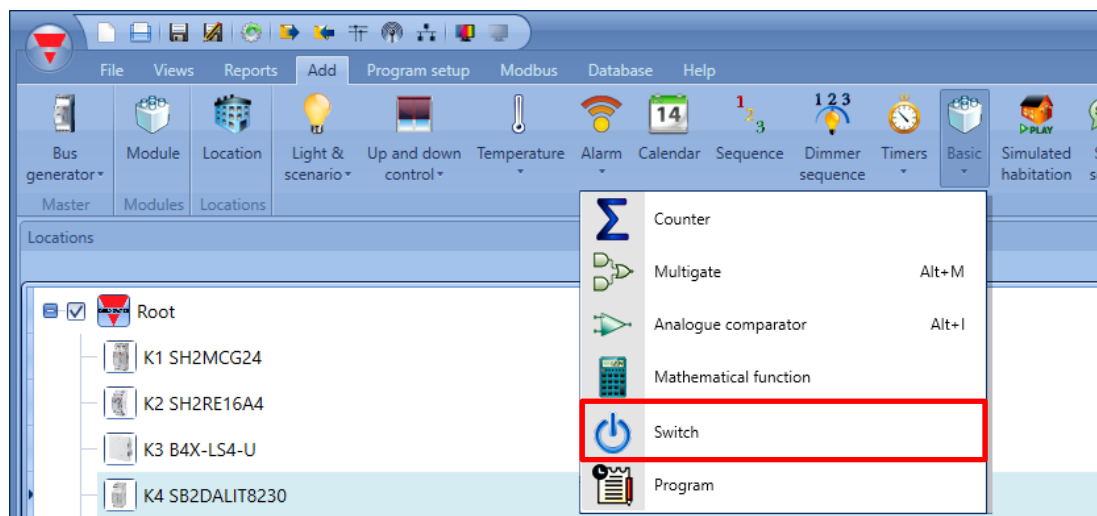 File Views Reports Add Program setup Modbus Database Help
14 1 2 3 1 2 3 PLAY
Bus Module Location Light & Up and down Temperature Alarm Calendar Sequence Dimmer Timers Basic Simulated
generator scenario control sequence habitation
Master Modules Locations
Locations
Counter
Multigate Alt+M
Analogue comparator Alt+I
Mathematical function
Switch
Program
Root
K1 SH2MCG24
K2 SH2RE16A4
K3 B4X-LS4-U
K4 SB2DALIT8230